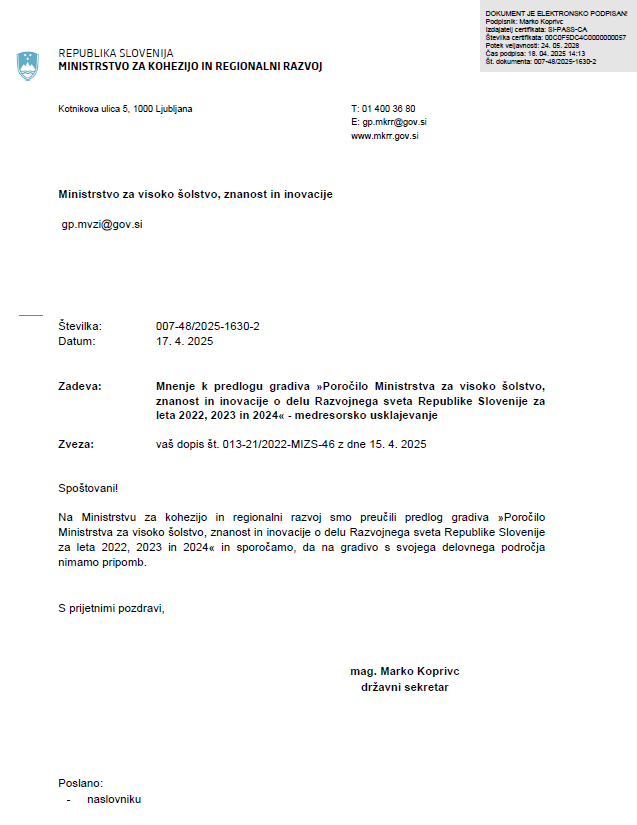 DOKUMENT JE ELEKTRONSKO PODPISAN!
Podpisnik: Marko Koprivc
Izdajatelj certifikata: SI-PASS-CA
Številka certifikata: 00C0F5DC4C0000000057
Potek veljavnosti: 24. 05. 2028
Čas podpisa: 18. 04. 2025 14:13
Št. dokumenta: 007-48/2025-1630-2
REPUBLIKA SLOVENIJA
MINISTRSTVO ZA KOHEZIJO IN REGIONALNI RAZVOJ
Kotnikova ulica 5, 1000 Ljubljana
T: 01 400 36 80
E: gp.mkrr@gov.si
www.mkrr.gov.si
Ministrstvo za visoko šolstvo, znanost in inovacije
gp.mvzi@gov.si
Številka: 007-48/2025-1630-2
Datum: 17. 4. 2025
Zadeva: Mnenje k predlogu gradiva »Poročilo Ministrstva za visoko šolstvo,
znanost in inovacije o delu Razvojnega sveta Republike Slovenije za
leta 2022, 2023 in 2024« - medresorsko usklajevanje
Zveza: vaš dopis št. 013-21/2022-MIZS-46 z dne 15. 4. 2025
Spoštovani!
Na Ministrstvu za kohezijo in regionalni razvoj smo preučili predlog gradiva »Poročilo
Ministrstva za visoko šolstvo, znanost in inovacije o delu Razvojnega sveta Republike Slovenije
za leta 2022, 2023 in 2024« in sporočamo, da na gradivo s svojega delovnega področja
nimamo pripomb.
S prijetnimi pozdravi,
mag. Marko Koprivc
državni sekretar
Poslano:
- naslovniku